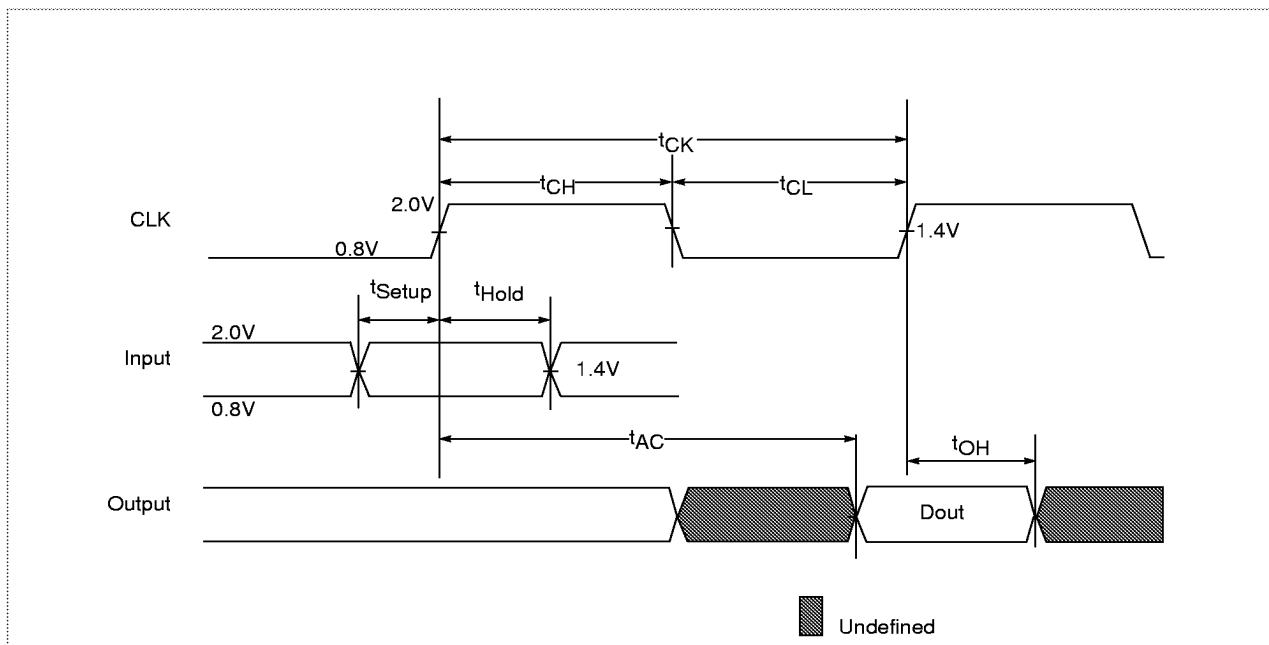 tCK
tCH
tCL
CLK
2.0V
0.8V
1.4V
tSetup
tHold
2.0V
Input
1.4V
0.8V
tAC
tOH
Output
Dout
Undefined